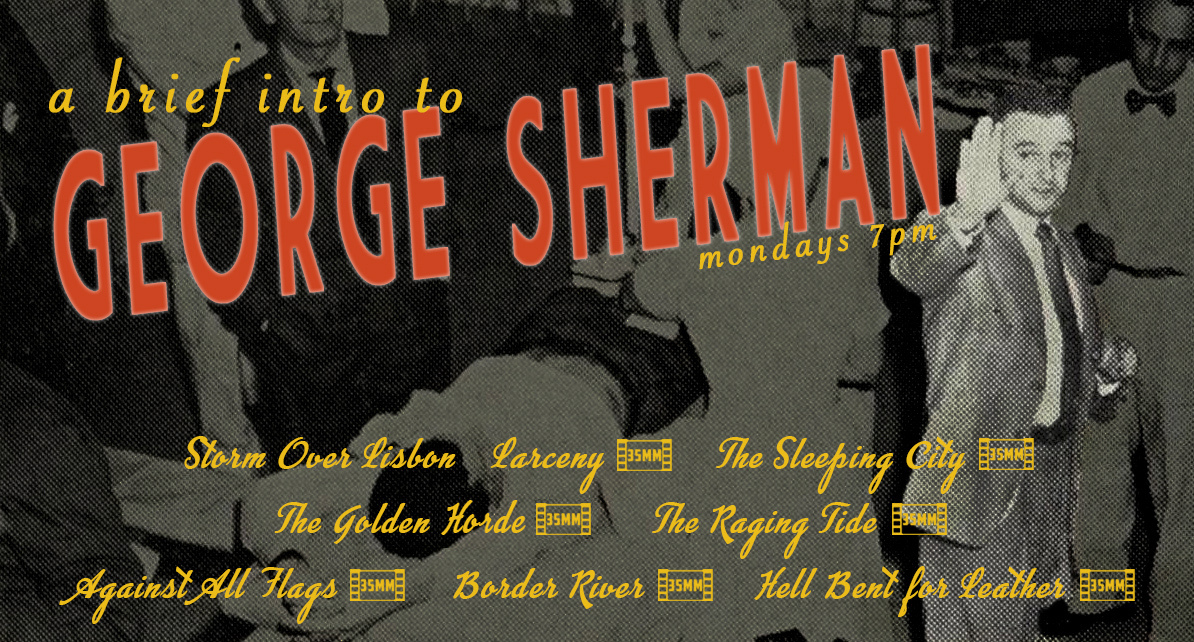 a brief intro to
GEORGE SHERMAN
mondays 7pm
Storm Over Lisbon Larceny 35MM The Sleeping City 35MM
The Golden Horde 35MM The Raging Tide 35MM
Against All Flags 35MM Border River 35MM Hell Bent for Leather 35MM